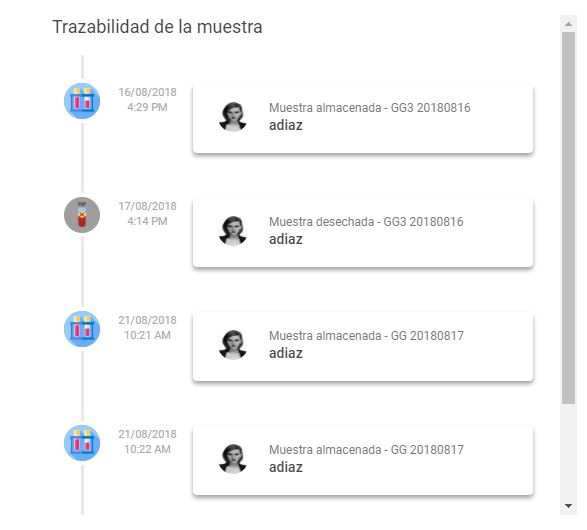 Trazabilidad de la muestra
16/08/2018
4:29 PM
Muestra almacenada - GG3 20180816
adiaz
17/08/2018
4:14 PM
Muestra desechada - GG3 20180816
adiaz
21/08/2018
10:21 AM
Muestra almacenada - GG 20180817
adiaz
21/08/2018
10:22 AM
Muestra almacenada - GG 20180817
adiaz